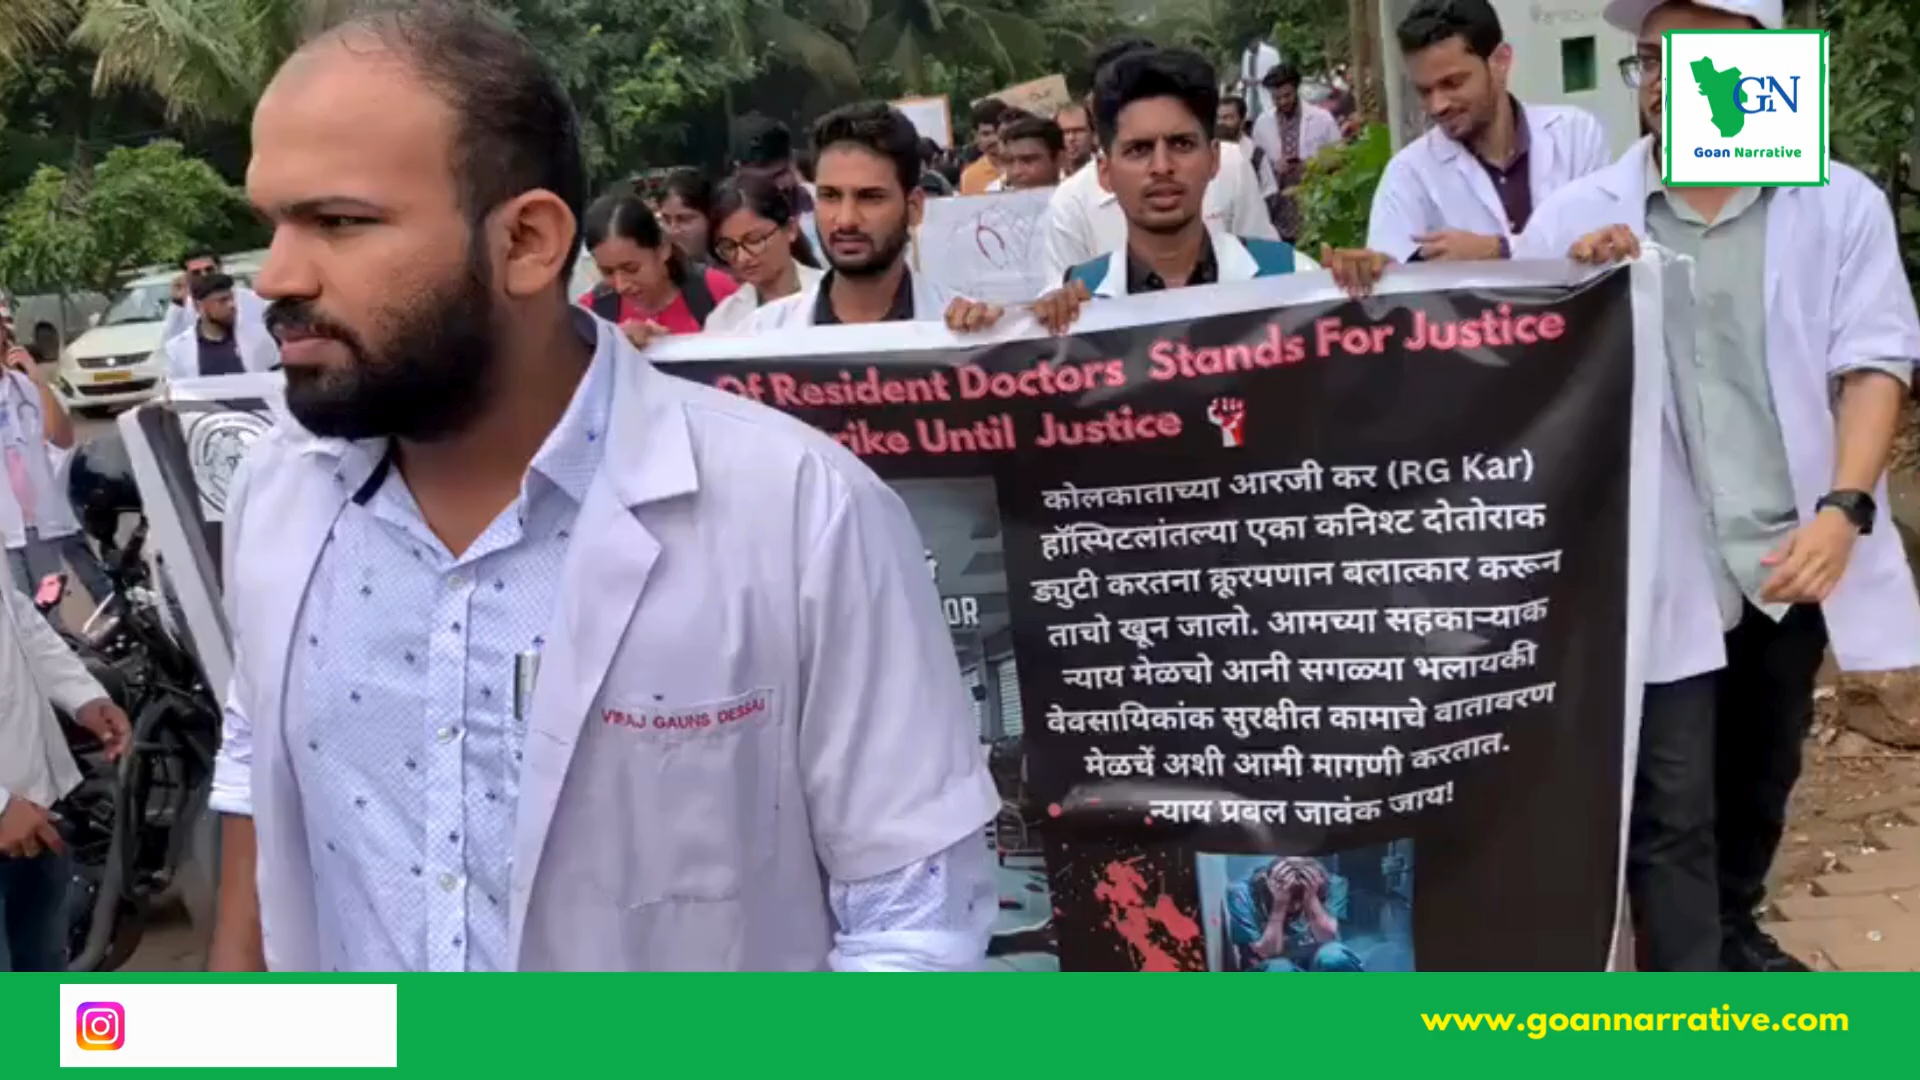 GN
Goan Narrative
Of Resident Doctors Stands For Justice
Until Justice
कोलकाताच्या आरजी कर (RG Kar)
हॉस्पिटलांतल्या एका कनिश्ट दोतोराक
ड्युटी करतना क्रूरपणान बलात्कार करून
ताचो खून जालो. आमच्या सहकाऱ्याक
न्याय मेळचो आनी सगळ्या भलायकी
वेवसायिकांक सुरक्षीत कामाचे वातावरण
मेळचें अशी आमी मागणी करतात.
न्याय प्रबल जावंक जाय!
VIRAJ GAUNS DESSAI
www.goannarrative.com